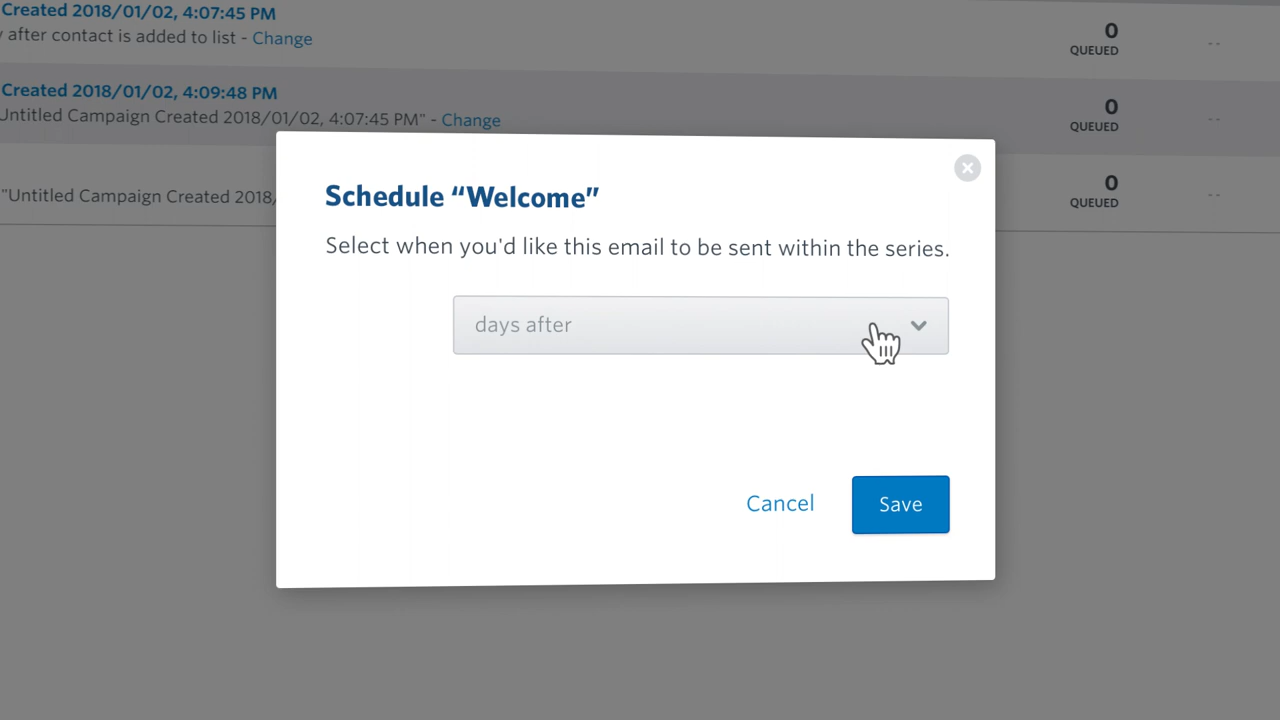 Created 2018/01/02, 4:07:45 PM
after contact is added to list - Change
0
QUEUED
--
Created 2018/01/02, 4:09:48 PM
Untitled Campaign Created 2018/01/02, 4:07:45 PM" - Change
0
QUEUED
--
"Untitled Campaign Created 2018/
0
QUEUED
--
Schedule “Welcome”
Select when you'd like this email to be sent within the series.
days after
Cancel
Save